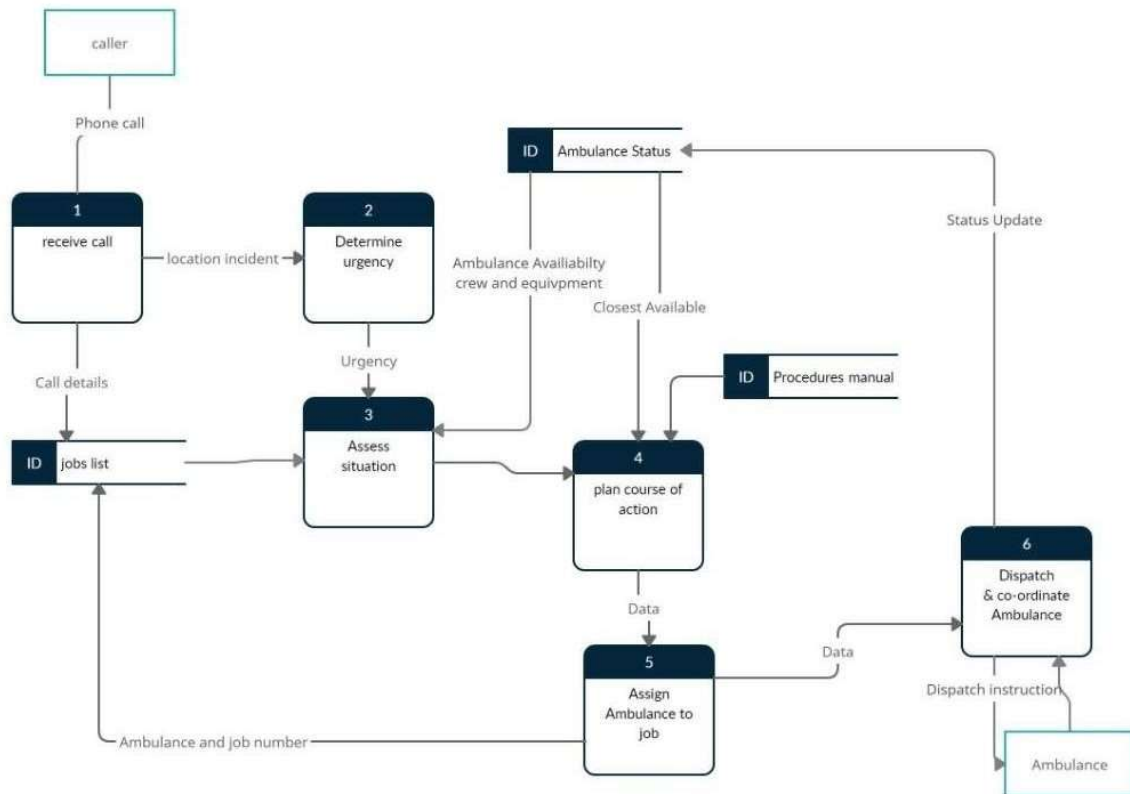 caller
Phone call
ID Ambulance Status
1
receive call
2
Determine
urgency
Status Update
location incident
Ambulance Availiabilty
crew and equivpment
Closest Available
Urgency
Call details
ID Procedures manual
3
Assess
situation
ID jobs list
4
plan course of
action
6
Dispatch
& co-ordinate
Ambulance
Data
Data
5
Assign
Ambulance to
job
Dispatch instruction
Ambulance and job number
Ambulance